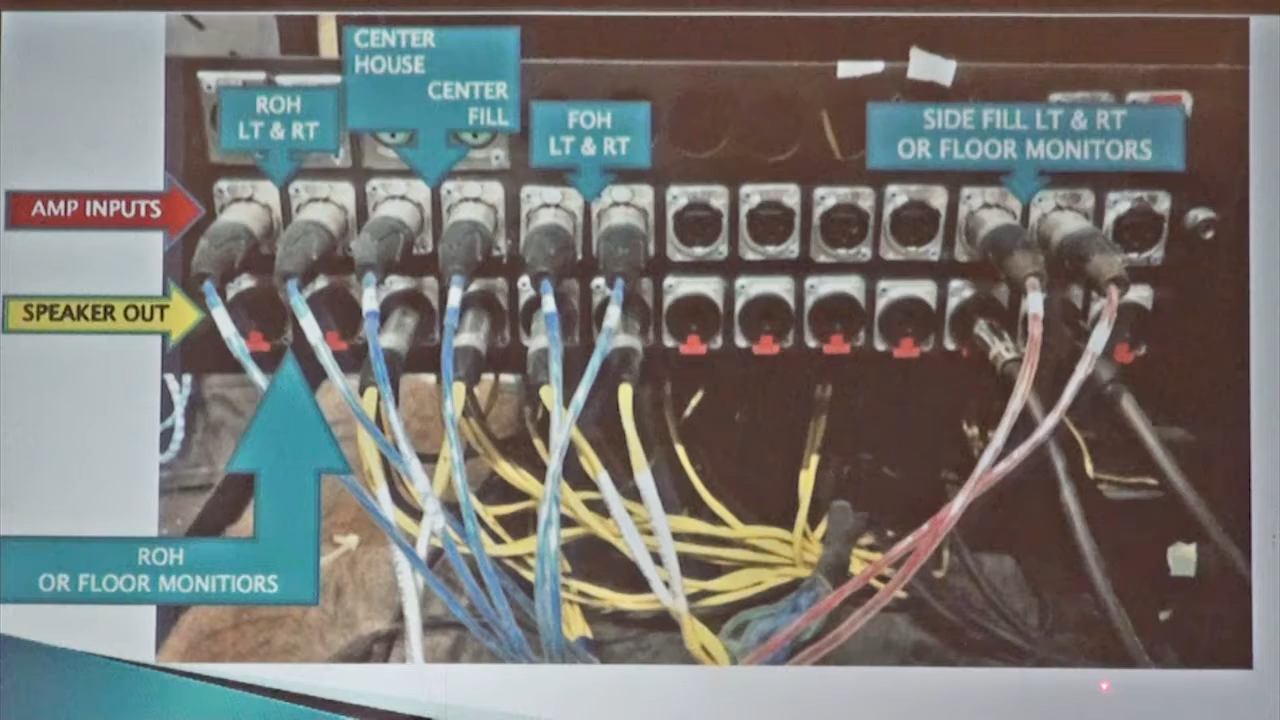 CENTER
HOUSE
CENTER
FILL
ROH
LT & RT
FOH
LT & RT
SIDE FILL LT & RT
OR FLOOR MONITORS
AMP INPUTS
SPEAKER OUT
ROH
OR FLOOR MONITIORS